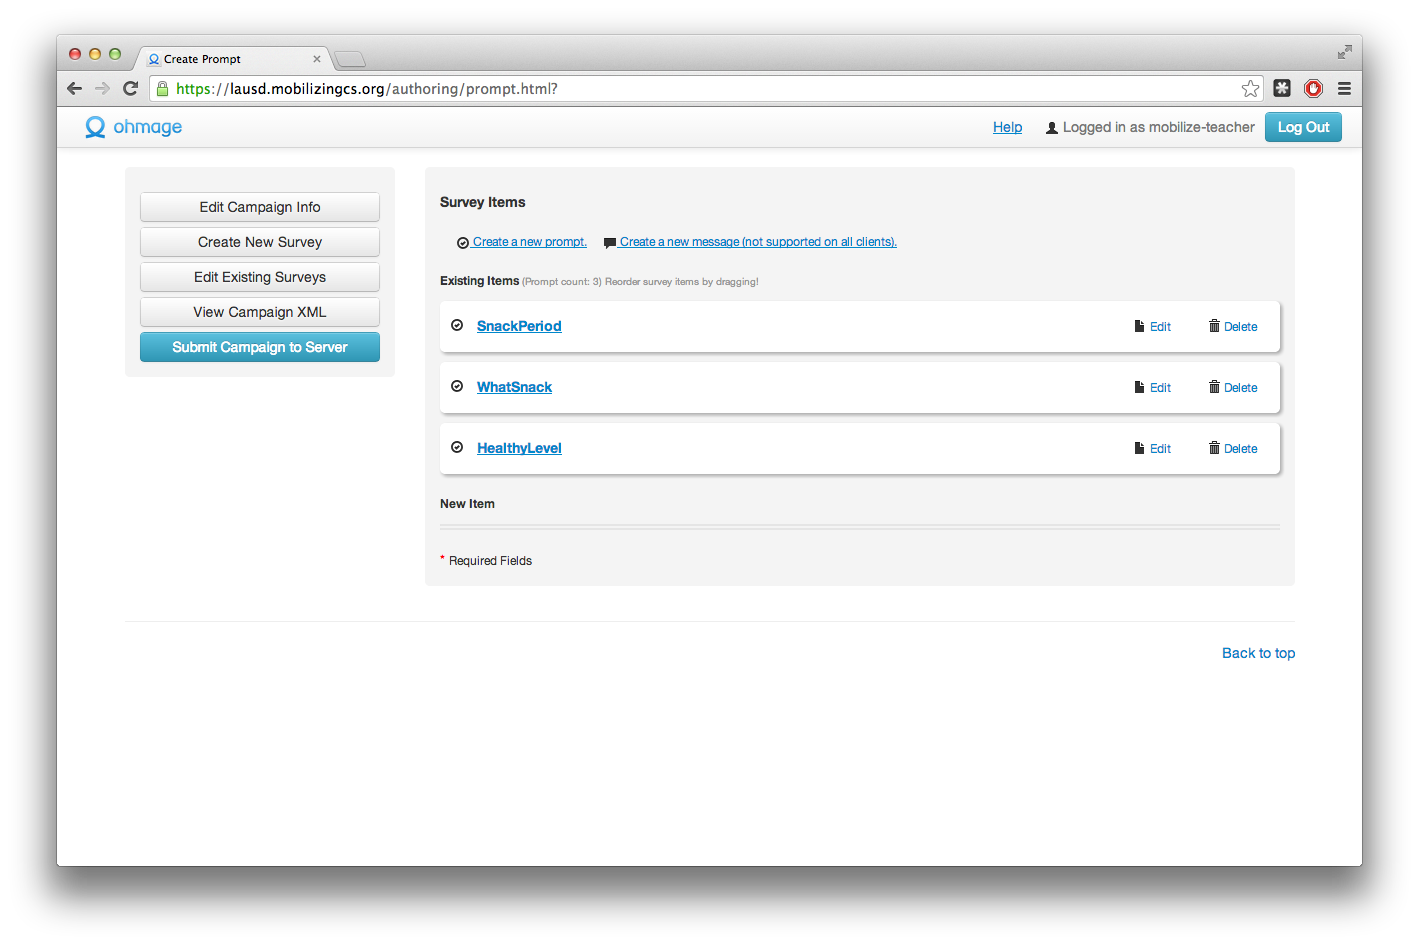 Create Prompt
https://lausd.mobilizingcs.org/authoring/prompt.html?
ohmage
Help
Logged in as mobilize-teacher
Log Out
Edit Campaign Info
Create New Survey
Edit Existing Surveys
View Campaign XML
Submit Campaign to Server
Survey Items
Create a new prompt. Create a new message (not supported on all clients).
Existing Items (Prompt count: 3) Reorder survey items by dragging!
SnackPeriod Edit Delete
WhatSnack Edit Delete
HealthyLevel Edit Delete
New Item
* Required Fields
Back to top